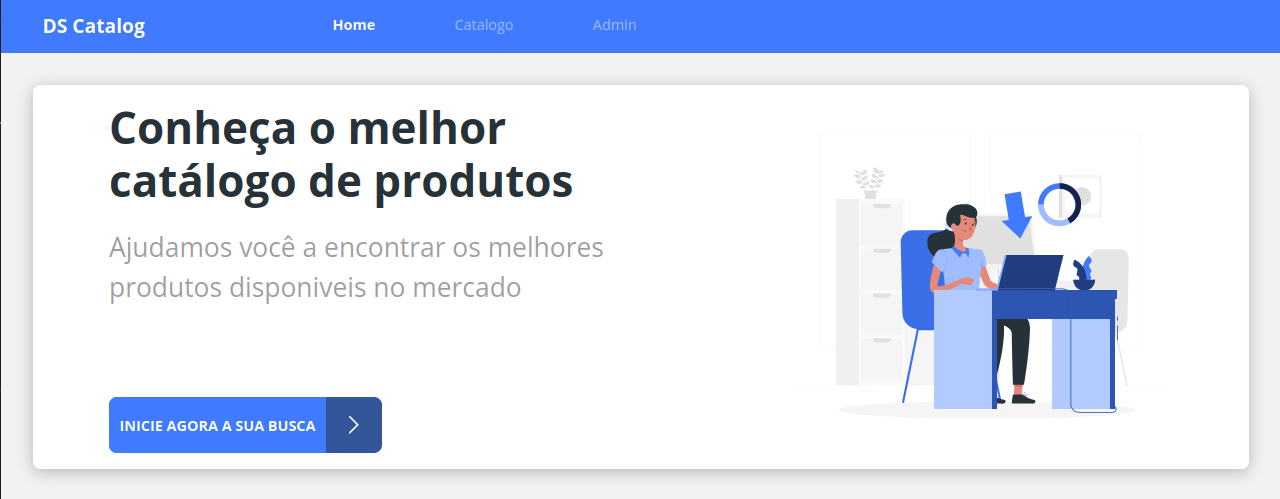 DS Catalog
Home
Catalogo
Admin
Conheça o melhor
catálogo de produtos
Ajudamos você a encontrar os melhores
produtos disponiveis no mercado
INICIE AGORA A SUA BUSCA